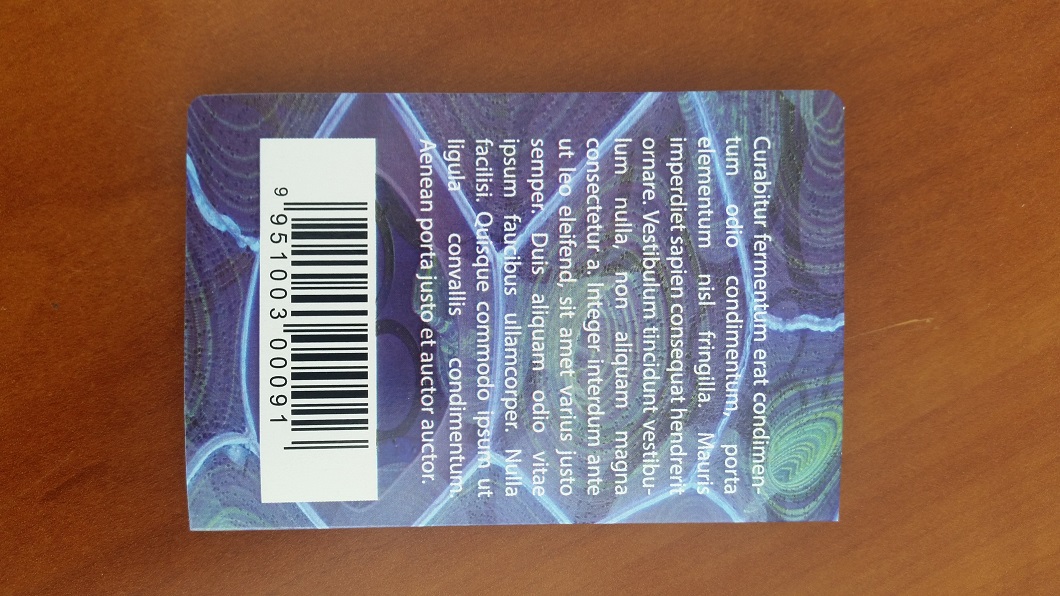 Curabitur fermentum erat condimen-
tum odio condimentum, porta
elementum nisl fringilla. Mauris
imperdiet sapien consequat hendrerit
ornare. Vestibulum tincidunt vestibu-
lum nulla, non aliquam magna
consectetur a. Integer interdum ante
ut leo eleifend, sit amet varius justo
semper. Duis aliquam odio vitae
ipsum faucibus ullamcorper. Nulla
facilisi. Quisque commodo ipsum ut
ligula convallis condimentum.
Aenean porta justo et auctor auctor.
9 951003 000091